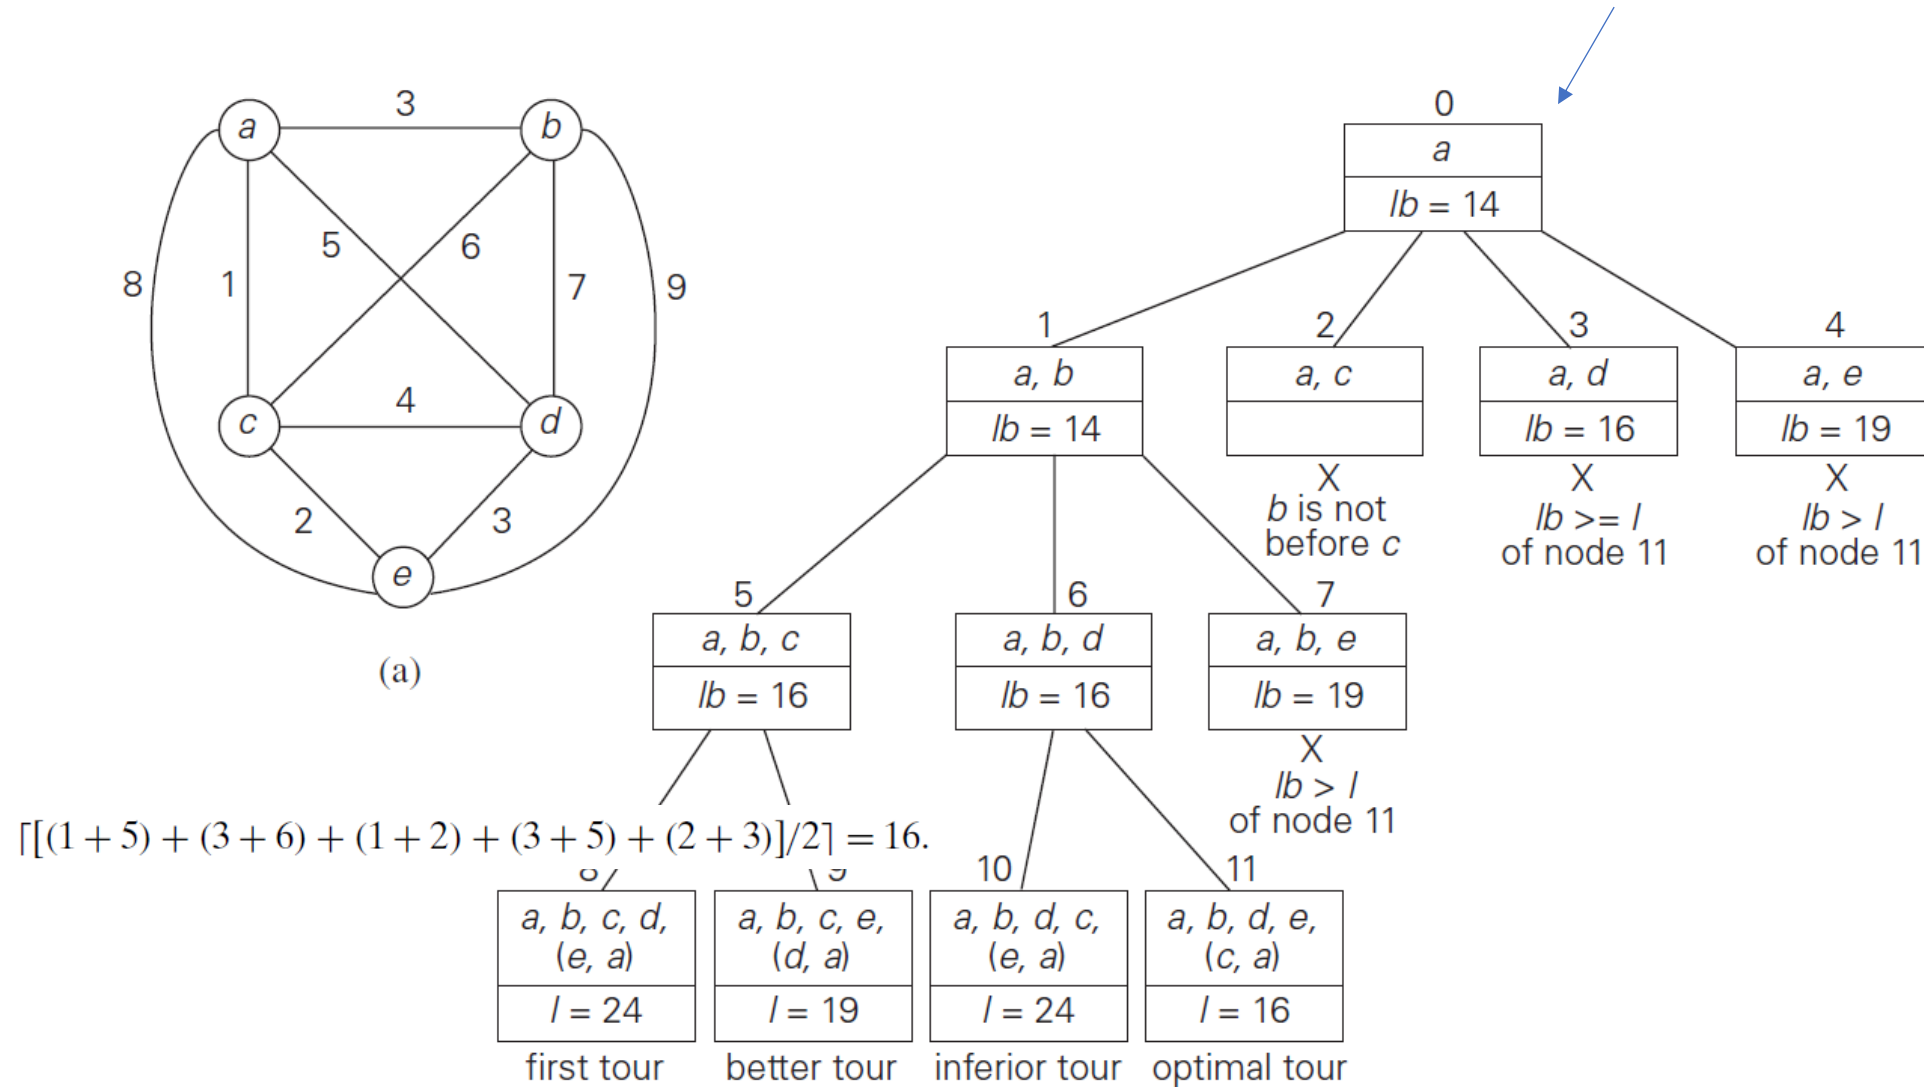 3
a
b
5
6
8
1
7
9
4
c
d
2
3
e
(a)
0
a
lb = 14
1
2
3
4
a, b
a, c
a, d
a, e
lb = 14
lb = 16
lb = 19
X
b is not
before c
X
lb >= l
of node 11
X
lb > l
of node 11
5
6
7
a, b, c
a, b, d
a, b, e
lb = 16
lb = 16
lb = 19
X
lb > l
of node 11
⌈[(1 + 5) + (3 + 6) + (1 + 2) + (3 + 5) + (2 + 3)]/2⌉ = 16.
8
9
10
11
a, b, c, d,
(e, a)
l = 24
first tour
a, b, c, e,
(d, a)
l = 19
better tour
a, b, d, c,
(e, a)
l = 24
inferior tour
a, b, d, e,
(c, a)
l = 16
optimal tour